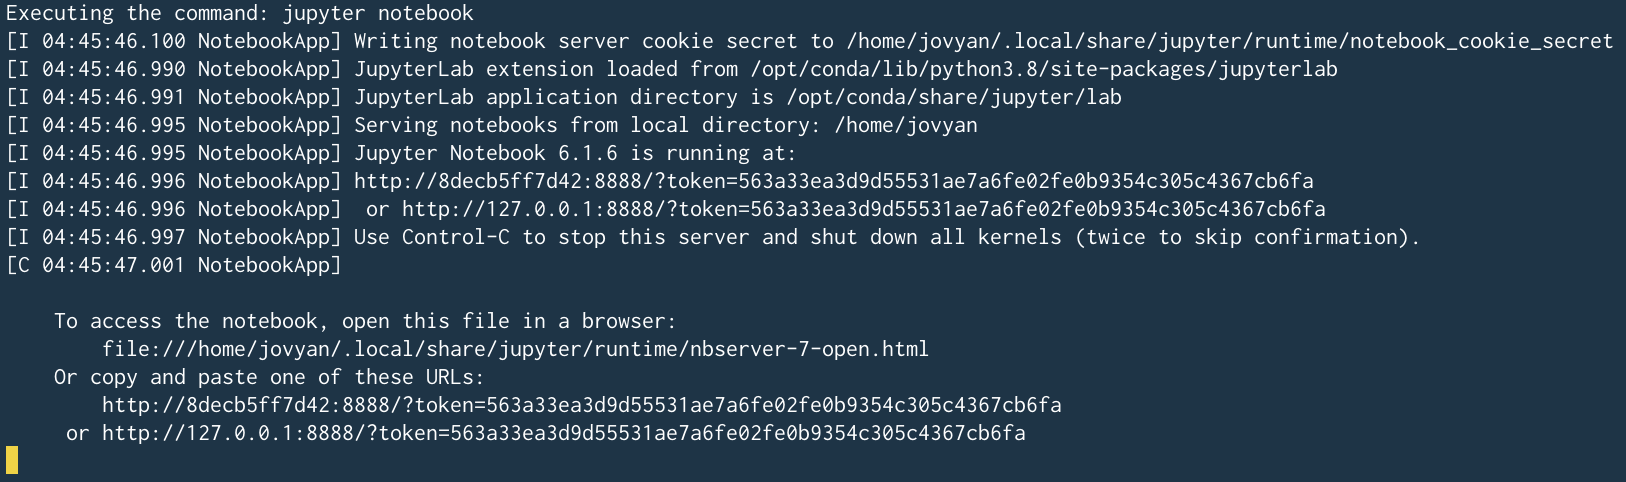 Executing the command: jupyter notebook
[I 04:45:46.100 NotebookApp] Writing notebook server cookie secret to /home/jovyan/.local/share/jupyter/runtime/notebook_cookie_secret
[I 04:45:46.990 NotebookApp] JupyterLab extension loaded from /opt/conda/lib/python3.8/site-packages/jupyterlab
[I 04:45:46.991 NotebookApp] JupyterLab application directory is /opt/conda/share/jupyter/lab
[I 04:45:46.995 NotebookApp] Serving notebooks from local directory: /home/jovyan
[I 04:45:46.995 NotebookApp] Jupyter Notebook 6.1.6 is running at:
[I 04:45:46.996 NotebookApp] http://8decb5ff7d42:8888/?token=563a33ea3d9d55531ae7a6fe02fe0b9354c305c4367cb6fa
[I 04:45:46.996 NotebookApp]  or http://127.0.0.1:8888/?token=563a33ea3d9d55531ae7a6fe02fe0b9354c305c4367cb6fa
[I 04:45:46.997 NotebookApp] Use Control-C to stop this server and shut down all kernels (twice to skip confirmation).
[C 04:45:47.001 NotebookApp]
To access the notebook, open this file in a browser:
file:///home/jovyan/.local/share/jupyter/runtime/nbserver-7-open.html
Or copy and paste one of these URLs:
http://8decb5ff7d42:8888/?token=563a33ea3d9d55531ae7a6fe02fe0b9354c305c4367cb6fa
or http://127.0.0.1:8888/?token=563a33ea3d9d55531ae7a6fe02fe0b9354c305c4367cb6fa